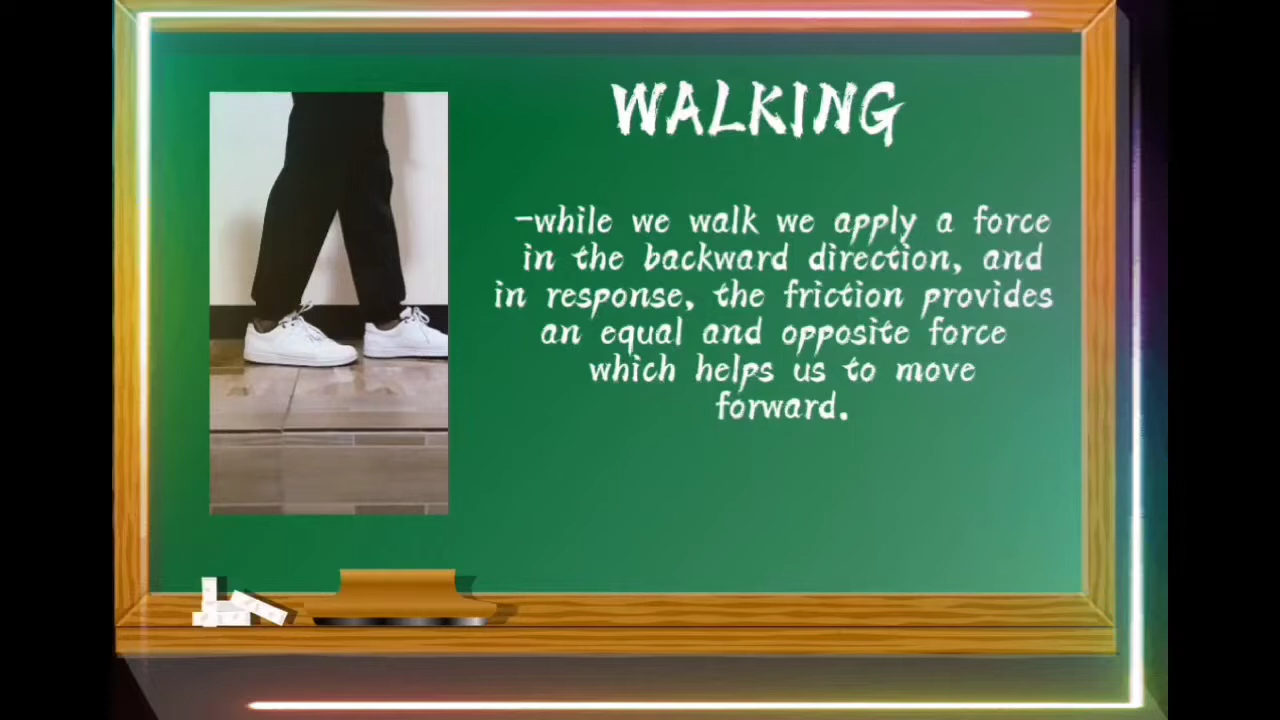 WALKING
-while we walk we apply a force
in the backward direction, and
in response, the friction provides
an equal and opposite force
which helps us to move
forward.